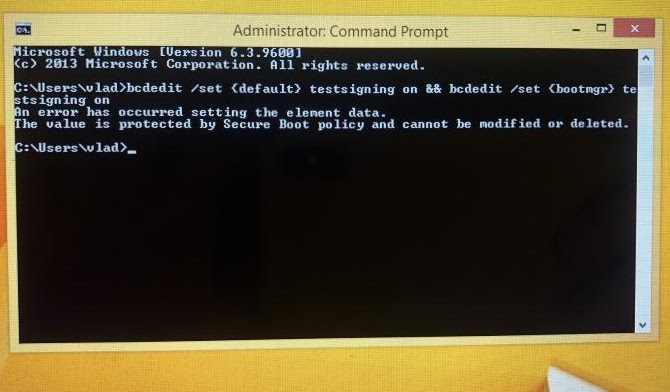 Administrator: Command Prompt
Microsoft Windows [Version 6.3.9600]
(c) 2013 Microsoft Corporation. All rights reserved.
C:\Users\vlad>bcdedit /set {default} testsigning on && bcdedit /set {bootmgr} te
stsigning on
An error has occurred setting the element data.
The value is protected by Secure Boot policy and cannot be modified or deleted.
C:\Users\vlad>_